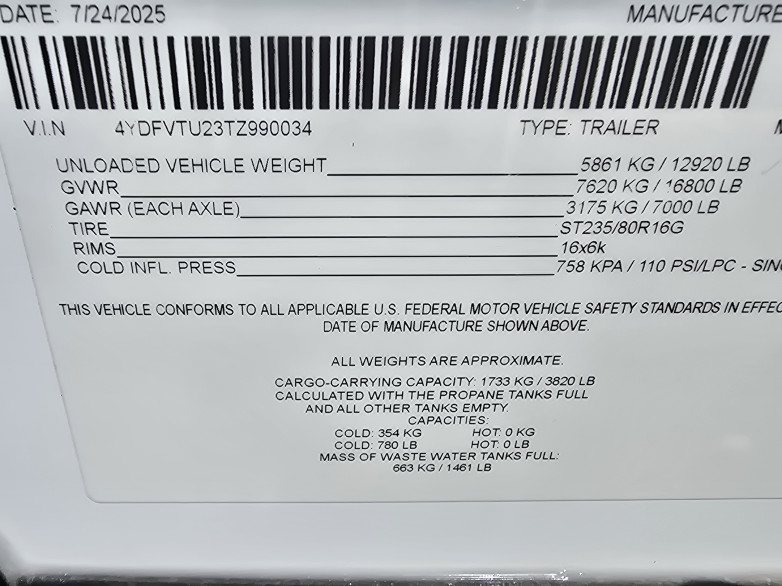 DATE: 7/24/2025 MANUFACTURE
V.I.N 4YDFVTU23TZ990034 TYPE: TRAILER
UNLOADED VEHICLE WEIGHT 5861 KG / 12920 LB
GVWR 7620 KG / 16800 LB
GAWR (EACH AXLE) 3175 KG / 7000 LB
TIRE ST235/80R16G
RIMS 16x6k
COLD INFL. PRESS 758 KPA / 110 PSI/LPC - SING
THIS VEHICLE CONFORMS TO ALL APPLICABLE U.S. FEDERAL MOTOR VEHICLE SAFETY STANDARDS IN EFFEC
DATE OF MANUFACTURE SHOWN ABOVE.
ALL WEIGHTS ARE APPROXIMATE.
CARGO-CARRYING CAPACITY: 1733 KG / 3820 LB
CALCULATED WITH THE PROPANE TANKS FULL
AND ALL OTHER TANKS EMPTY.
CAPACITIES:
COLD: 354 KG HOT: 0 KG
COLD: 780 LB HOT: 0 LB
MASS OF WASTE WATER TANKS FULL:
663 KG / 1461 LB